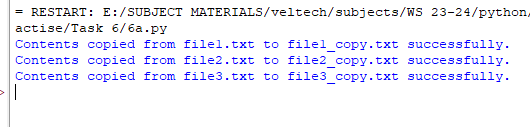 = RESTART: E:/SUBJECT MATERIALS/veltech/subjects/WS 23-24/python/
actise/Task 6/6a.py
Contents copied from file1.txt to file1_copy.txt successfully.
Contents copied from file2.txt to file2_copy.txt successfully.
Contents copied from file3.txt to file3_copy.txt successfully.
>